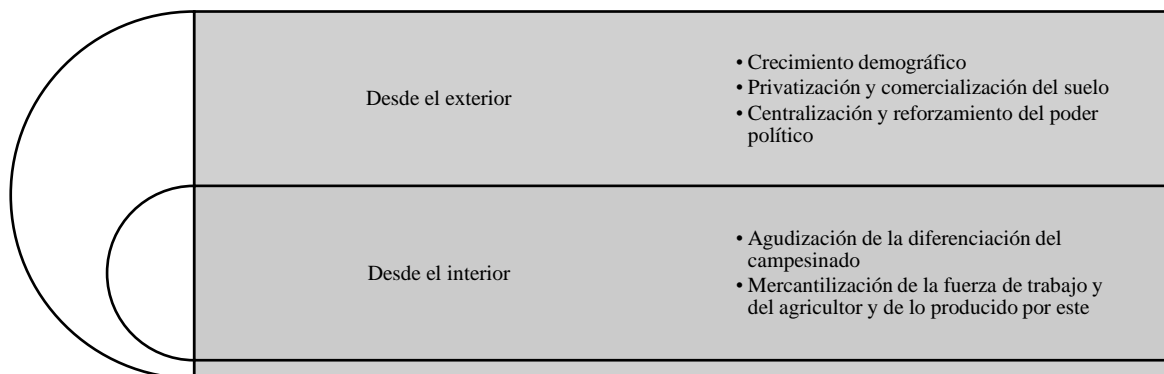 Desde el exterior
• Crecimiento demográfico
• Privatización y comercialización del suelo
• Centralización y reforzamiento del poder
político
Desde el interior
• Agudización de la diferenciación del
campesinado
• Mercantilización de la fuerza de trabajo y
del agricultor y de lo producido por este